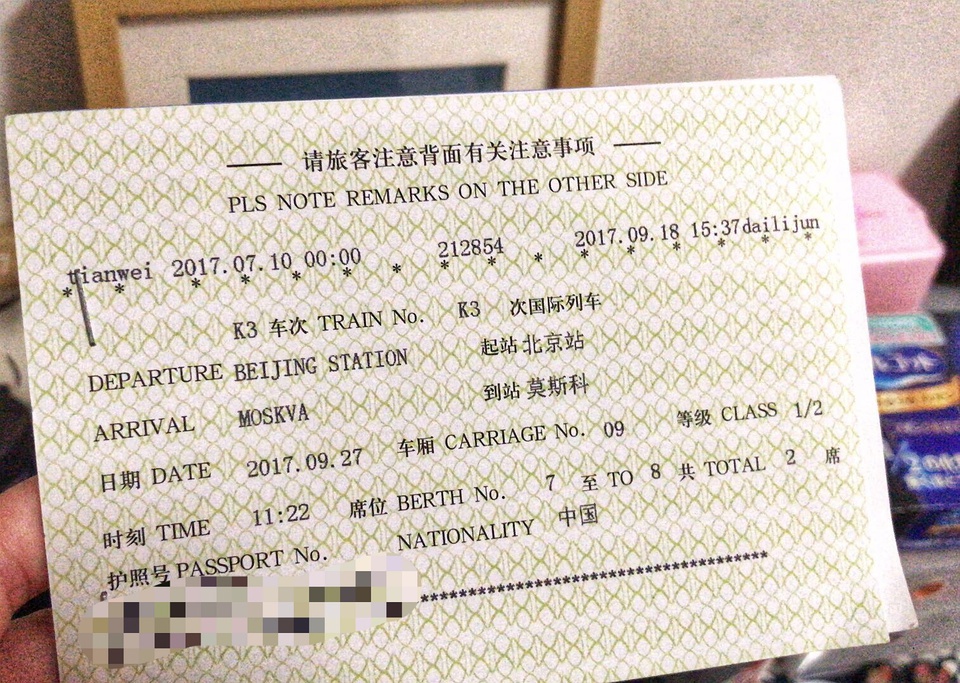 请旅客注意背面有关注意事项
PLS NOTE REMARKS ON THE OTHER SIDE
tianwei 2017.07.10 00:00 212854 2017.09.18 15:37dailijun
* * * * * * * * * * * * * * *
K3 车次 TRAIN No. K3 次国际列车
DEPARTURE BEIJING STATION 起站 北京站
ARRIVAL MOSKVA 到站 莫斯科
日期 DATE 2017.09.27 车厢 CARRIAGE No. 09 等级 CLASS 1/2
时刻 TIME 11:22 席位 BERTH No. 7 至 TO 8 共 TOTAL 2 席
护照号 PASSPORT No. NATIONALITY 中国